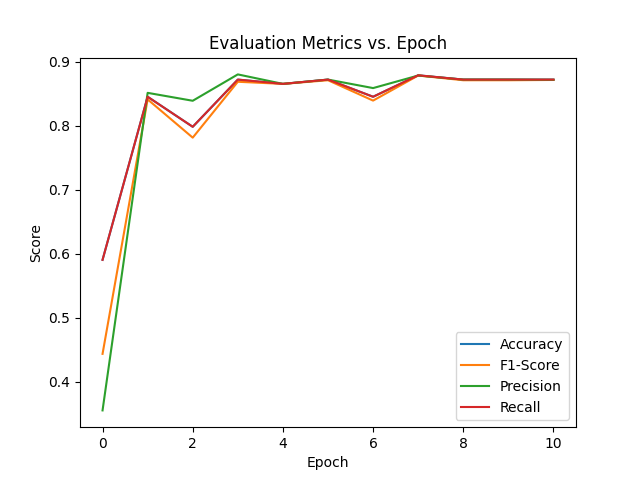 Evaluation Metrics vs. Epoch
0.9
0.8
0.7
0.6
0.5
0.4
Score
Accuracy
F1-Score
Precision
Recall
0 2 4 6 8 10
Epoch